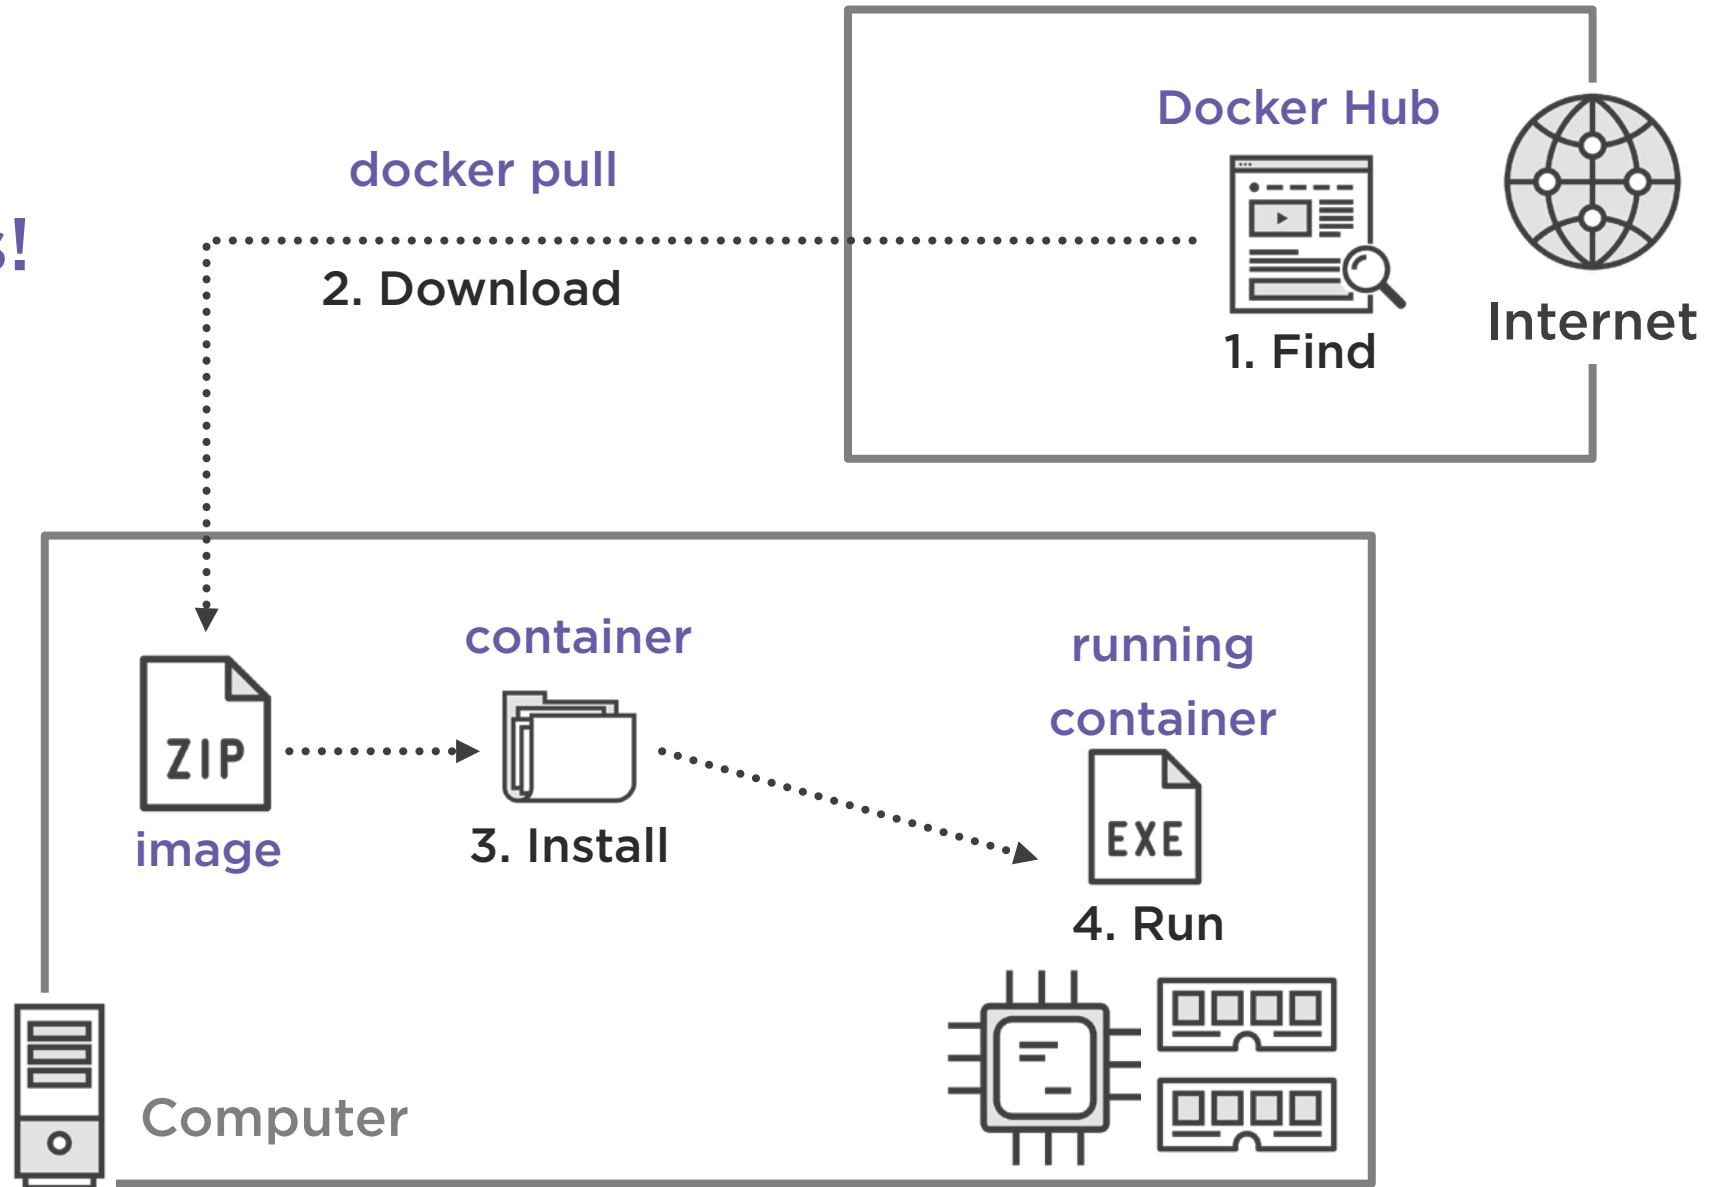 Docker Hub
docker pull
s!
2. Download
1. Find
Internet
container
running
container
ZIP
EXE
image
3. Install
4. Run
Computer